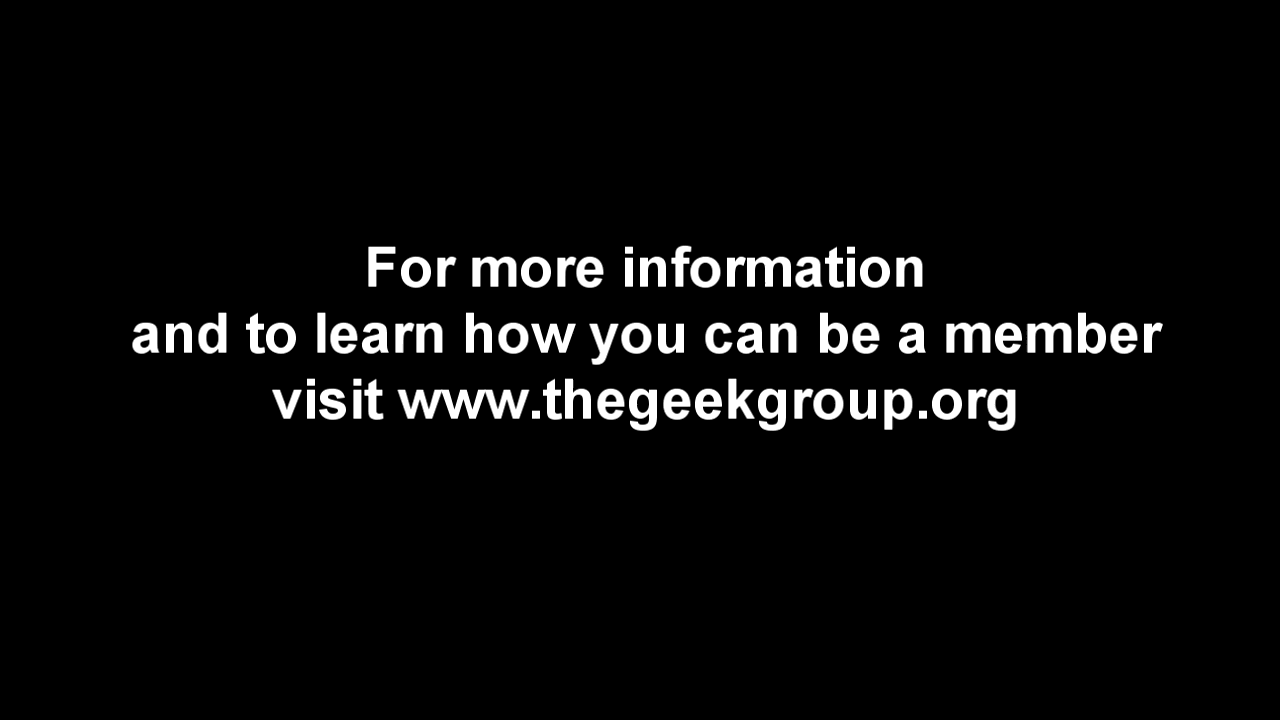 For more information
and to learn how you can be a member
visit www.thegeekgroup.org